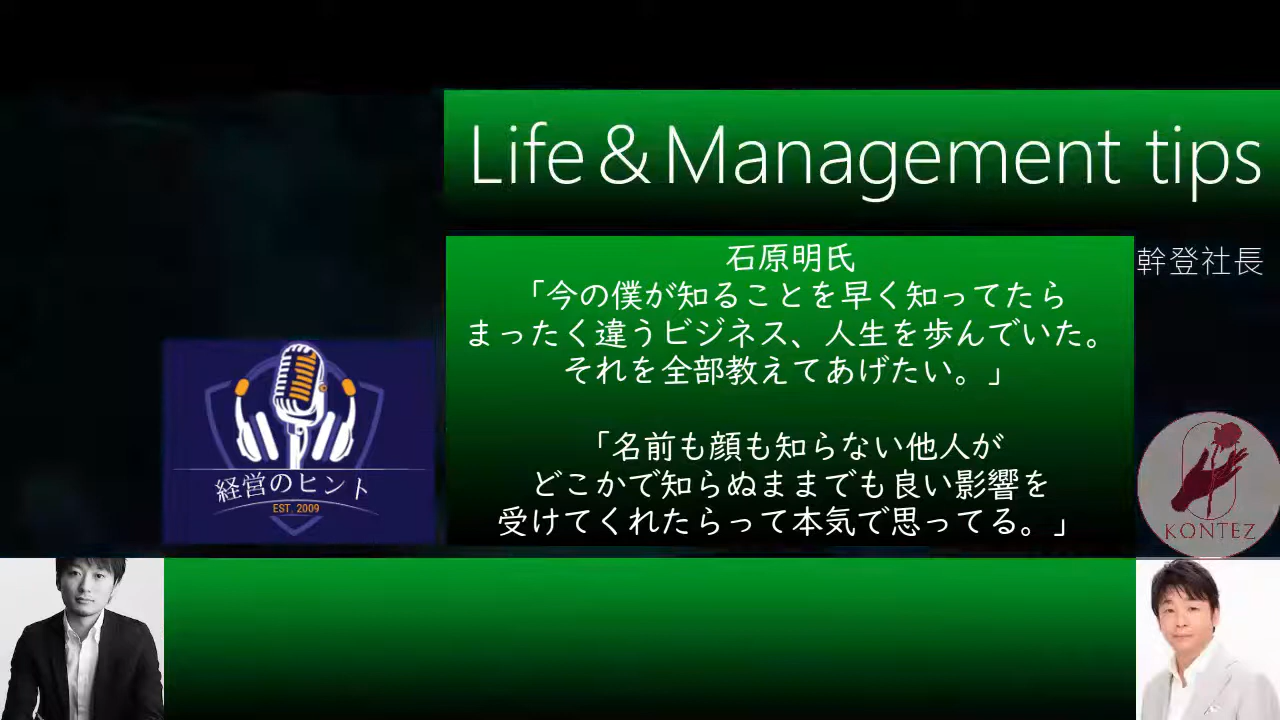 Life＆Management tips
石原明氏
「今の僕が知ることを早く知ってたら
まったく違うビジネス、人生を歩んでいた。
それを全部教えてあげたい。」
「名前も顔も知らない他人が
どこかで知らぬままでも良い影響を
受けてくれたらって本気で思ってる。」
幹登社長
経営のヒント
EST. 2009
KONTEZ